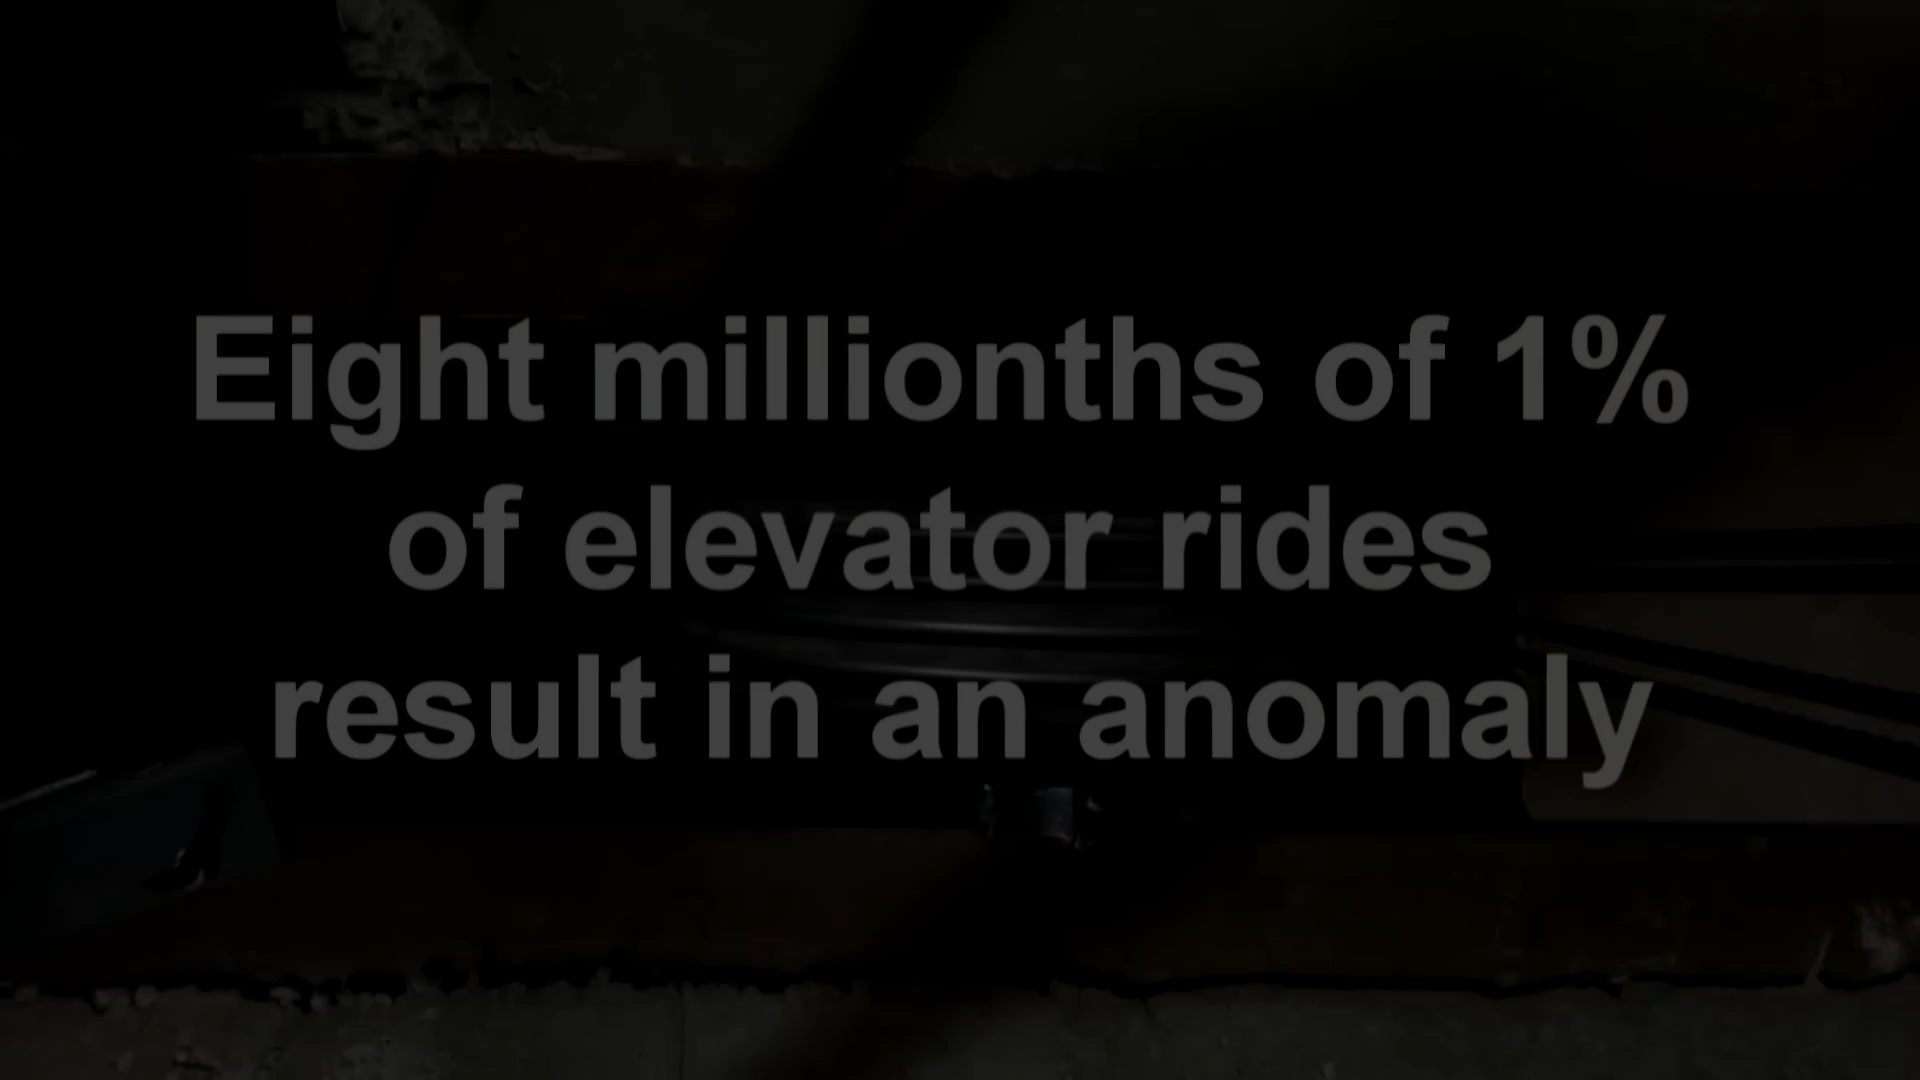 Eight millionths of 1%
of elevator rides
result in an anomaly